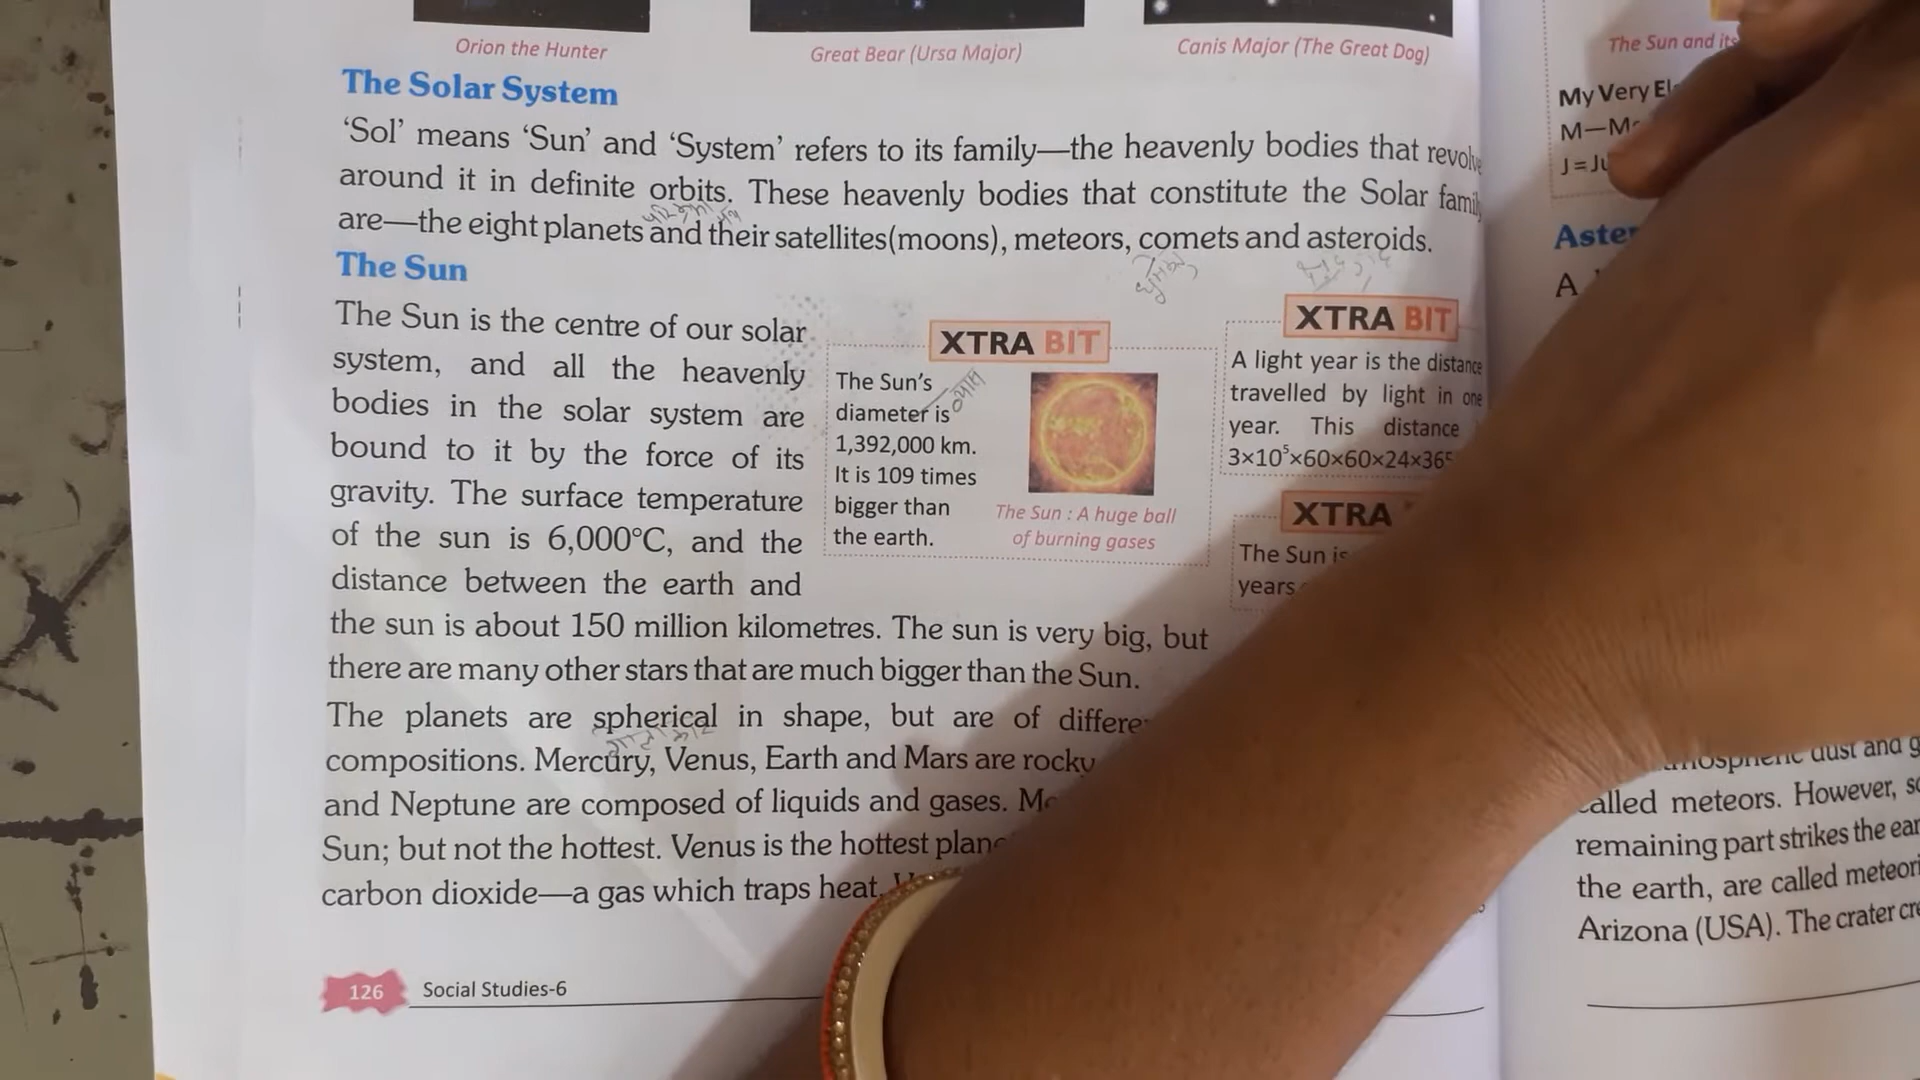 Orion the Hunter
Great Bear (Ursa Major)
Canis Major (The Great Dog)
The Solar System
‘Sol’ means ‘Sun’ and ‘System’ refers to its family—the heavenly bodies that
around it in definite orbits. These heavenly bodies that constitute the Solar
are—the eight planets and their satellites(moons), meteors, comets and asteroids.
The Sun
The Sun is the centre of our solar
system, and all the heavenly
bodies in the solar system are
bound to it by the force of its
gravity. The surface temperature
of the sun is 6,000°C, and the
distance between the earth and
the sun is about 150 million kilometres. The sun is very big, but
there are many other stars that are much bigger than the Sun.
XTRA BIT
The Sun's
diameter is
व्यास
1,392,000 km.
It is 109 times
bigger than
the earth.
The Sun : A huge ball
of burning gases
XTRA BIT
A light year is the distance
travelled by light in one
year. This distance
3×10⁵×60×60×24×365
XTRA
The Sun is
years
The planets are spherical in shape, but are of
compositions. Mercury, Venus, Earth and Mars are rocky
and Neptune are composed of liquids and gases.
Sun; but not the hottest. Venus is the hottest
carbon dioxide—a gas which traps heat.
126 Social Studies-6
The Sun and its
My Very
A
dust and
called meteors. However,
remaining part strikes the
the earth, are called
Arizona (USA). The crater